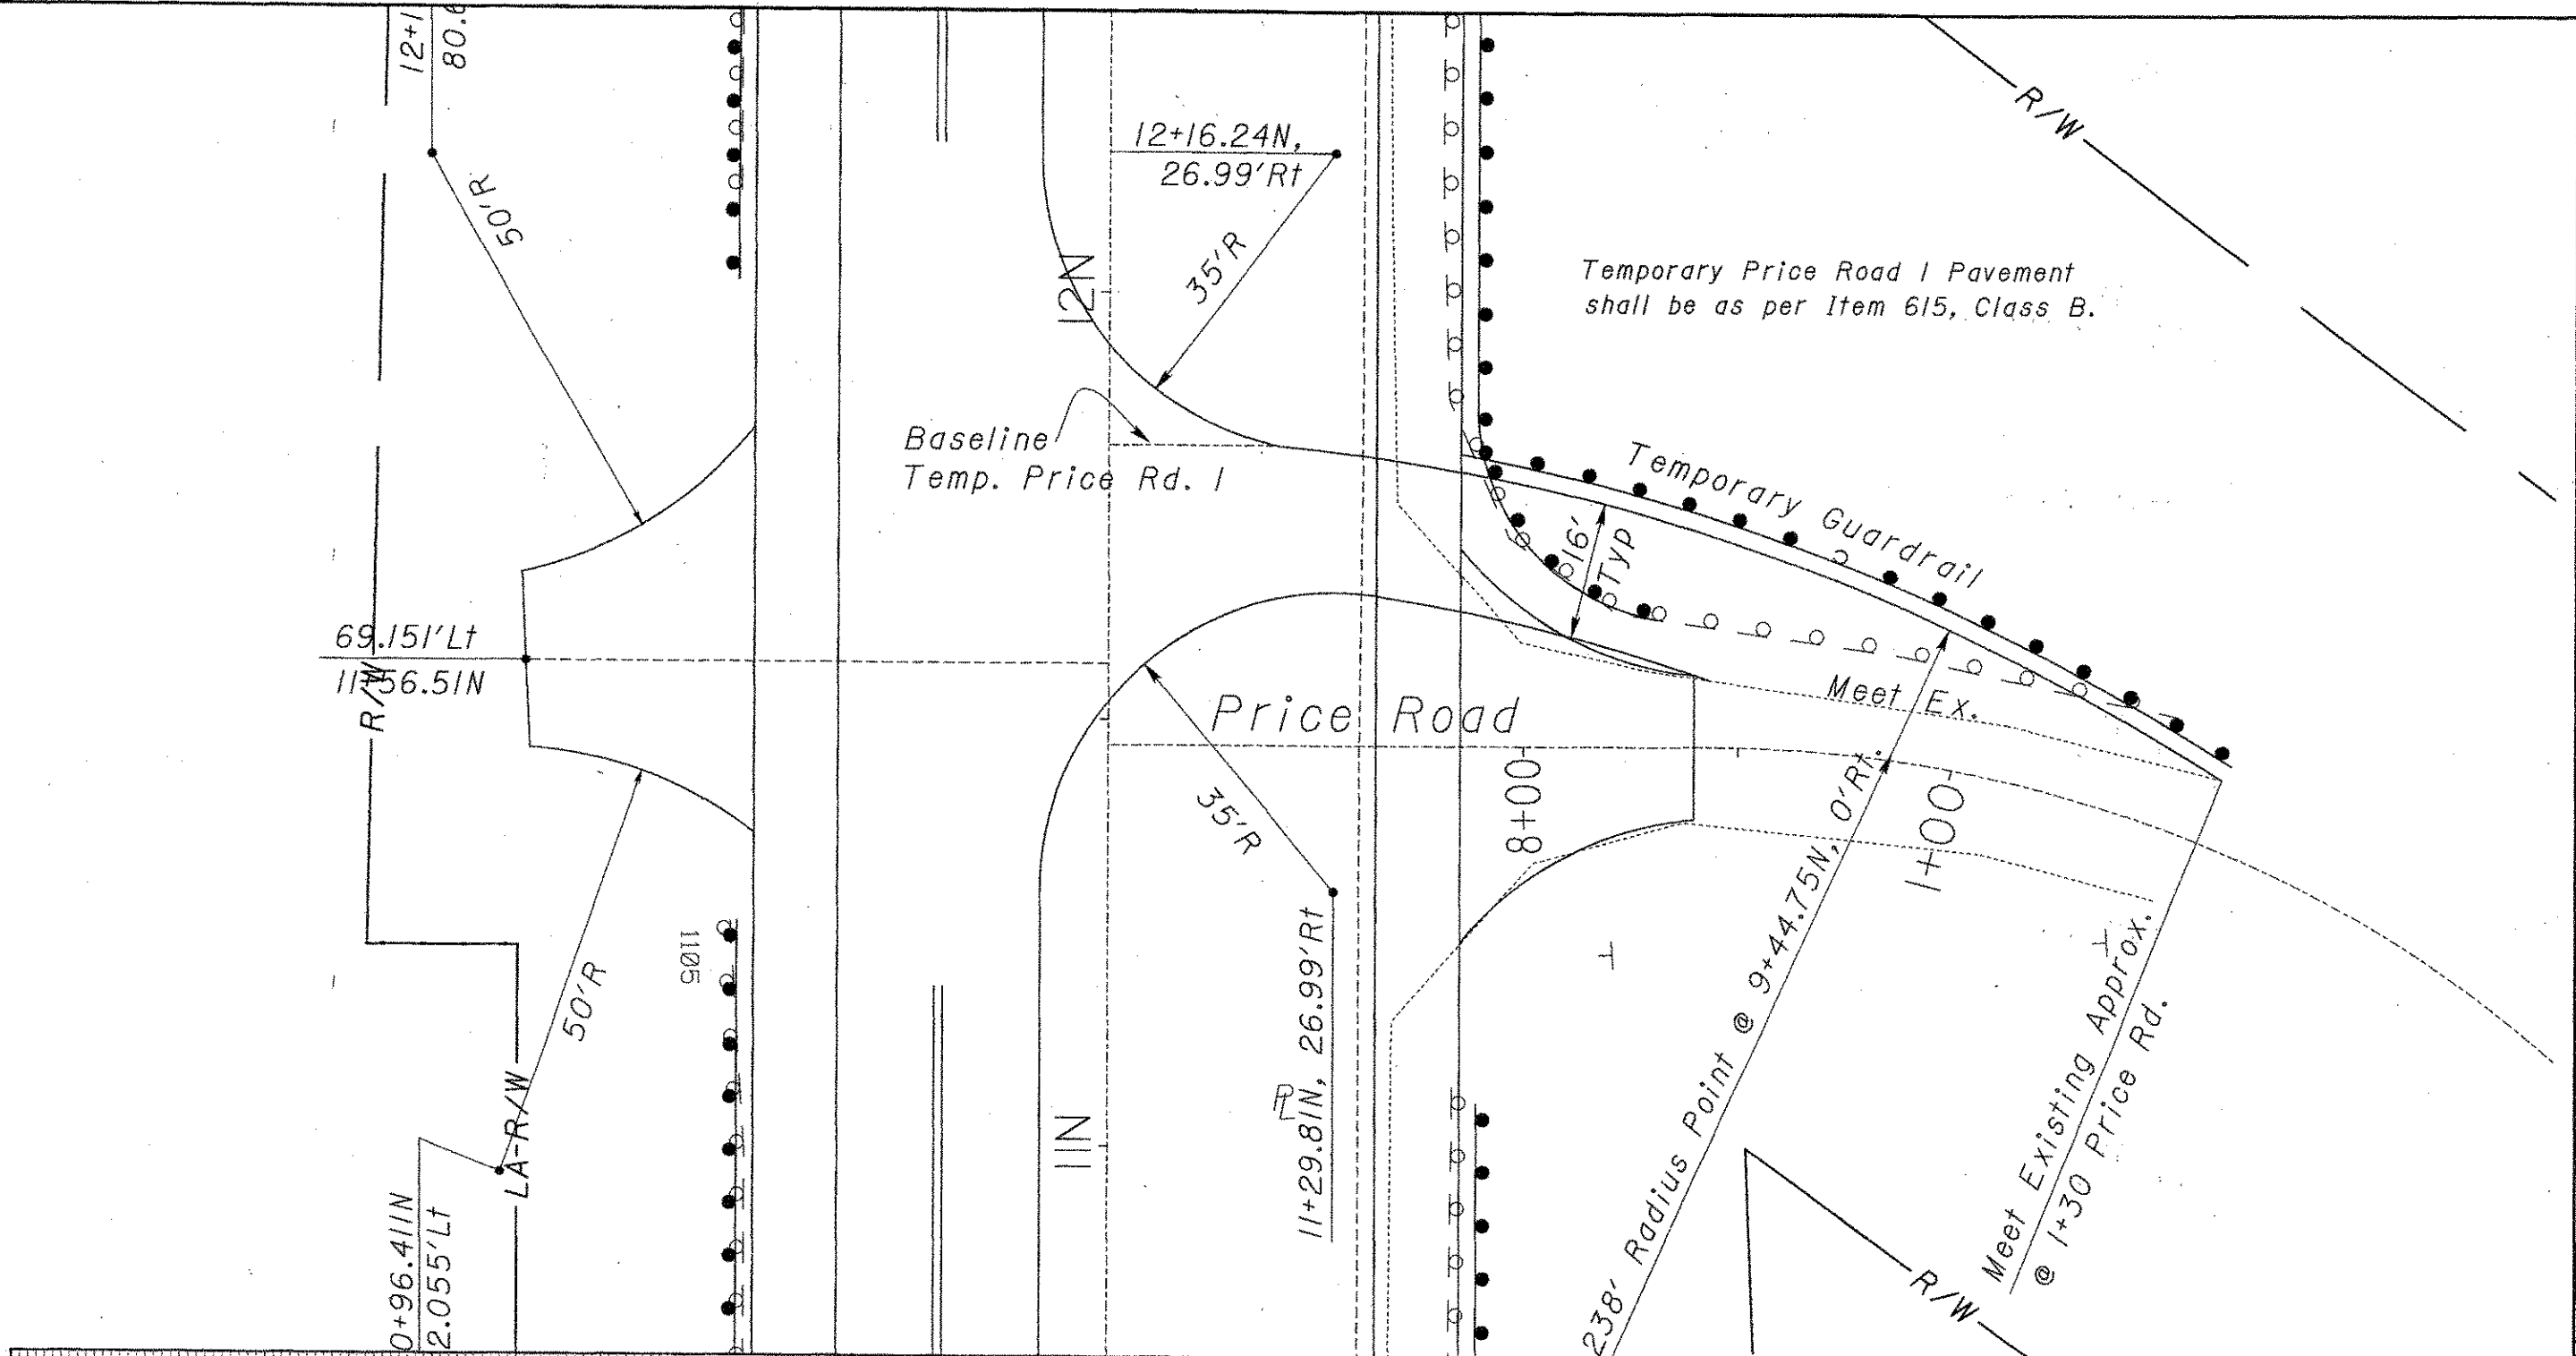 12+1
80.6
R/W
12+16.24N,
26.99'Rt
50'R
35'R
12N
Temporary Price Road 1 Pavement
shall be as per Item 615, Class B.
Baseline
Temp. Price Rd. 1
Temporary Guardrail
16'
Typ
69.151'Lt
11+56.51N
R/W
Price Road
Meet Ex.
8+00
1+00
35'R
1105
50'R
LA-R/W
0+96.41IN
2.055'Lt
11N
11+29.81N, 26.99'Rt
238' Radius Point @ 9+44.75N, 0'Rt.
Meet Existing Approx.
@ 1+30 Price Rd.
R/W